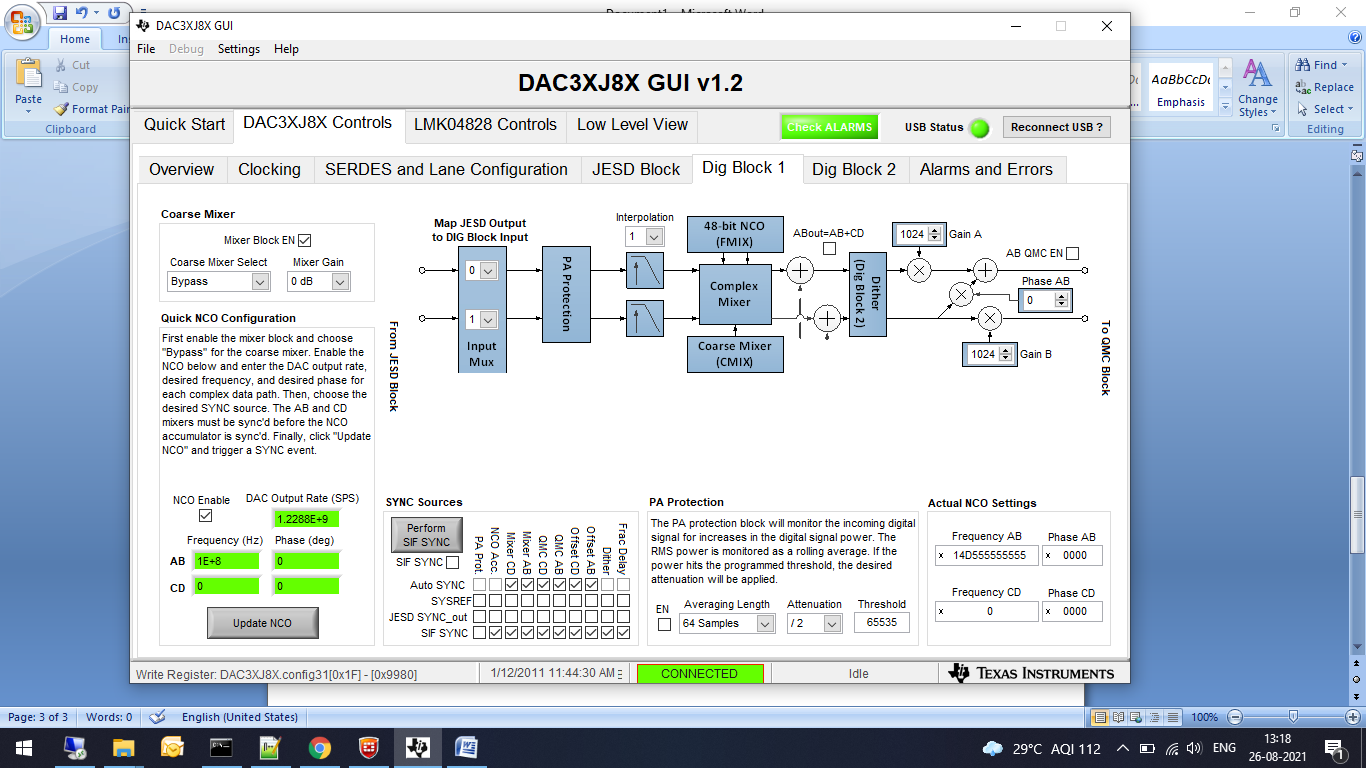 Document1 - Microsoft Word
DAC3XJ8X GUI
Home
File Debug Settings Help
Paste
Cut
Copy
Format Pai
Clipboard
AaBbCcDc
Emphasis
Change Styles
Find
Replace
Select
Editing
DAC3XJ8X GUI v1.2
Quick Start
DAC3XJ8X Controls
LMK04828 Controls
Low Level View
Check ALARMS
USB Status
Reconnect USB ?
Overview
Clocking
SERDES and Lane Configuration
JESD Block
Dig Block 1
Dig Block 2
Alarms and Errors
Coarse Mixer
Mixer Block EN
Coarse Mixer Select
Mixer Gain
Bypass
0 dB
Quick NCO Configuration
First enable the mixer block and choose
"Bypass" for the coarse mixer. Enable the
NCO below and enter the DAC output rate,
desired frequency, and desired phase for
each complex data path. Then, choose the
desired SYNC source. The AB and CD
mixers must be sync'd before the NCO
accumulator is sync'd. Finally, click "Update
NCO" and trigger a SYNC event.
NCO Enable
DAC Output Rate (SPS)
1.2288E+9
Frequency (Hz)
Phase (deg)
AB
1E+8
0
CD
0
0
Update NCO
Map JESD Output
to DIG Block Input
From JESD Block
0
1
Input
Mux
PA Protection
Interpolation
1
48-bit NCO
(FMIX)
Complex
Mixer
Coarse Mixer
(CMIX)
ABout=AB+CD
Dither
(Dig Block 2)
1024
Gain A
AB QMC EN
Phase AB
0
1024
Gain B
To QMC Block
SYNC Sources
Perform
SIF SYNC
SIF SYNC
PA Prot.
NCO Acc.
Mixer CD
Mixer AB
QMC CD
QMC AB
Offset CD
Offset AB
Dither
Frac Delay
Auto SYNC
SYSREF
JESD SYNC_out
SIF SYNC
PA Protection
The PA protection block will monitor the incoming digital
signal for increases in the digital signal power. The
RMS power is monitored as a rolling average. If the
power hits the programmed threshold, the desired
attenuation will be applied.
EN
Averaging Length
Attenuation
Threshold
64 Samples
/ 2
65535
Actual NCO Settings
Frequency AB
Phase AB
x 14D555555555
x 0000
Frequency CD
Phase CD
x 0
x 0000
Write Register: DAC3XJ8X.config31[0x1F] - [0x9980]
1/12/2011 11:44:30 AM
CONNECTED
Idle
TEXAS INSTRUMENTS
Page: 3 of 3
Words: 0
English (United States)
100%
29°C AQI 112
ENG
13:18
26-08-2021
1